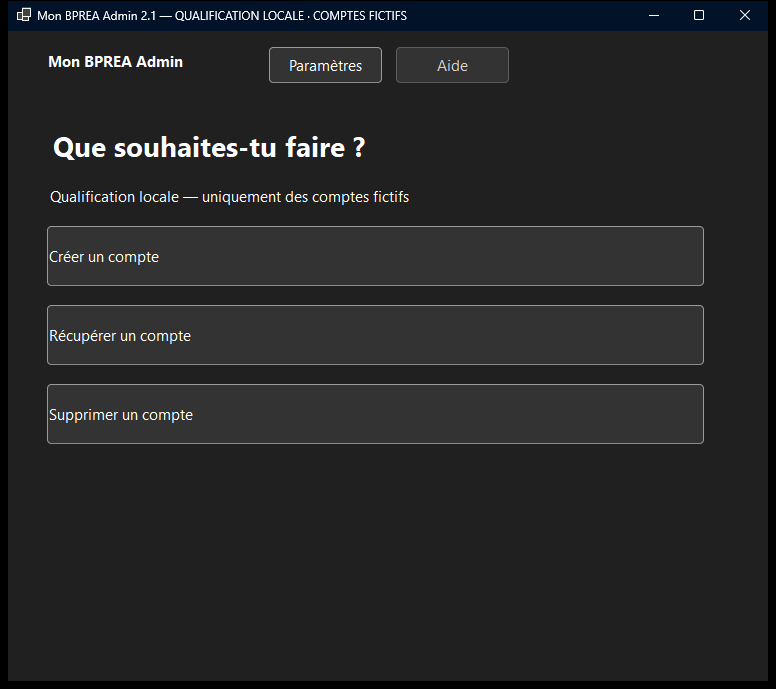 Mon BPREA Admin 2.1 — QUALIFICATION LOCALE · COMPTES FICTIFS
Mon BPREA Admin
Paramètres
Aide
Que souhaites-tu faire ?
Qualification locale — uniquement des comptes fictifs
Créer un compte
Récupérer un compte
Supprimer un compte